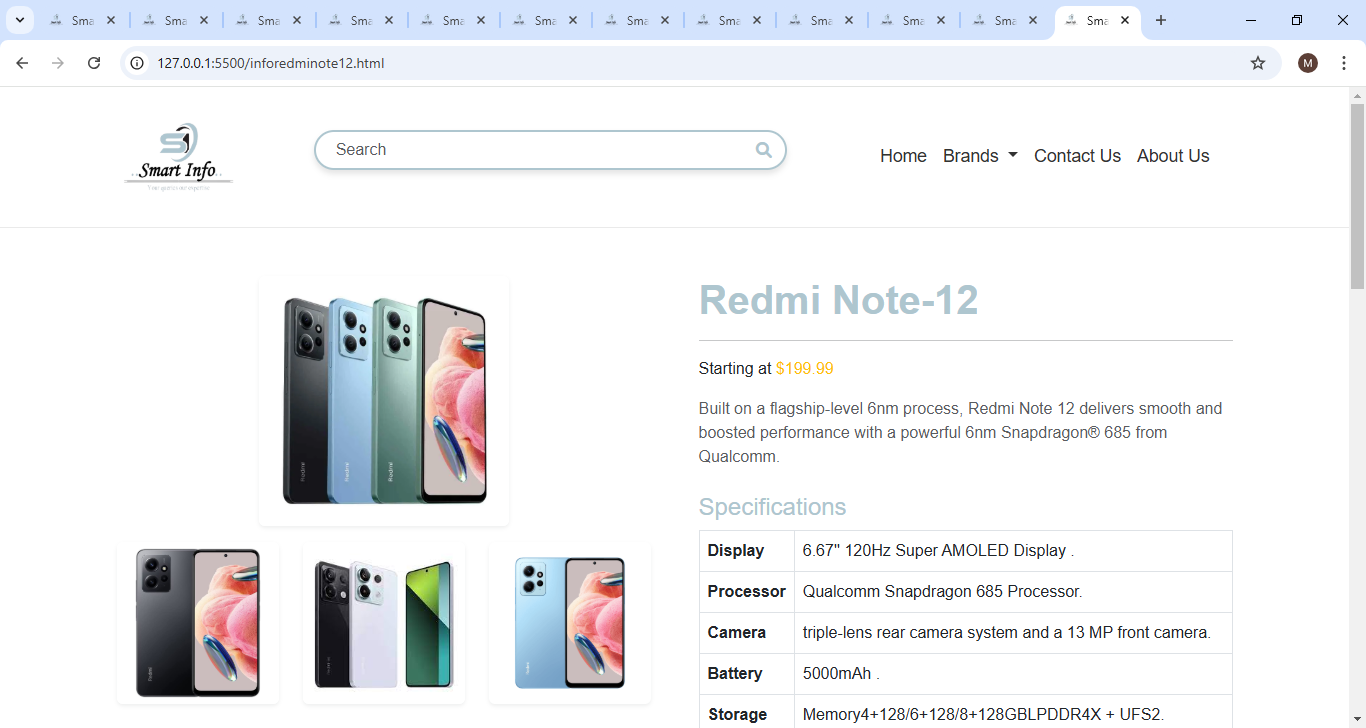 Sma
Sma
Sma
Sma
Sma
Sma
Sma
Sma
Sma
Sma
Sma
Sma
127.0.0.1:5500/inforedminote12.html
M
Smart Info
Search
Home Brands Contact Us About Us
Redmi Note-12
Starting at $199.99
Built on a flagship-level 6nm process, Redmi Note 12 delivers smooth and
boosted performance with a powerful 6nm Snapdragon® 685 from
Qualcomm.
Specifications
Display 6.67" 120Hz Super AMOLED Display .
Processor Qualcomm Snapdragon 685 Processor.
Camera triple-lens rear camera system and a 13 MP front camera.
Battery 5000mAh .
Storage Memory4+128/6+128/8+128GBLPDDR4X + UFS2.
Redmi
Redmi
Redmi
Redmi